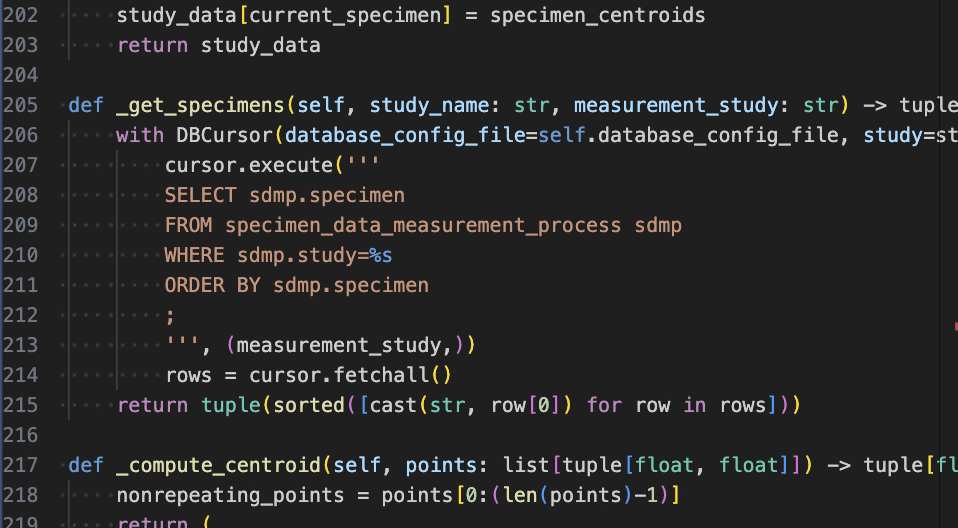 202 study_data[current_specimen] = specimen_centroids
203 return study_data
204
205 def _get_specimens(self, study_name: str, measurement_study: str) -> tuple
206 with DBCursor(database_config_file=self.database_config_file, study=st
207 cursor.execute('''
208 SELECT sdmp.specimen
209 FROM specimen_data_measurement_process sdmp
210 WHERE sdmp.study=%s
211 ORDER BY sdmp.specimen
212 ;
213 ''', (measurement_study,))
214 rows = cursor.fetchall()
215 return tuple(sorted([cast(str, row[0]) for row in rows]))
216
217 def _compute_centroid(self, points: list[tuple[float, float]]) -> tuple[fl
218 nonrepeating_points = points[0:(len(points)-1)]
219 return (